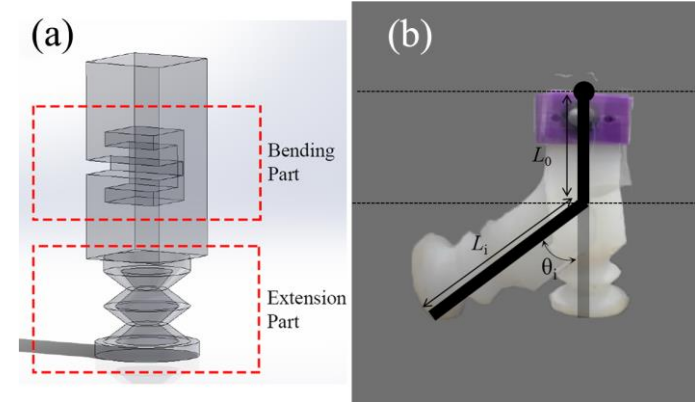 (a)
Bending
Part
Extension
Part
(b)
L0
Li
θi